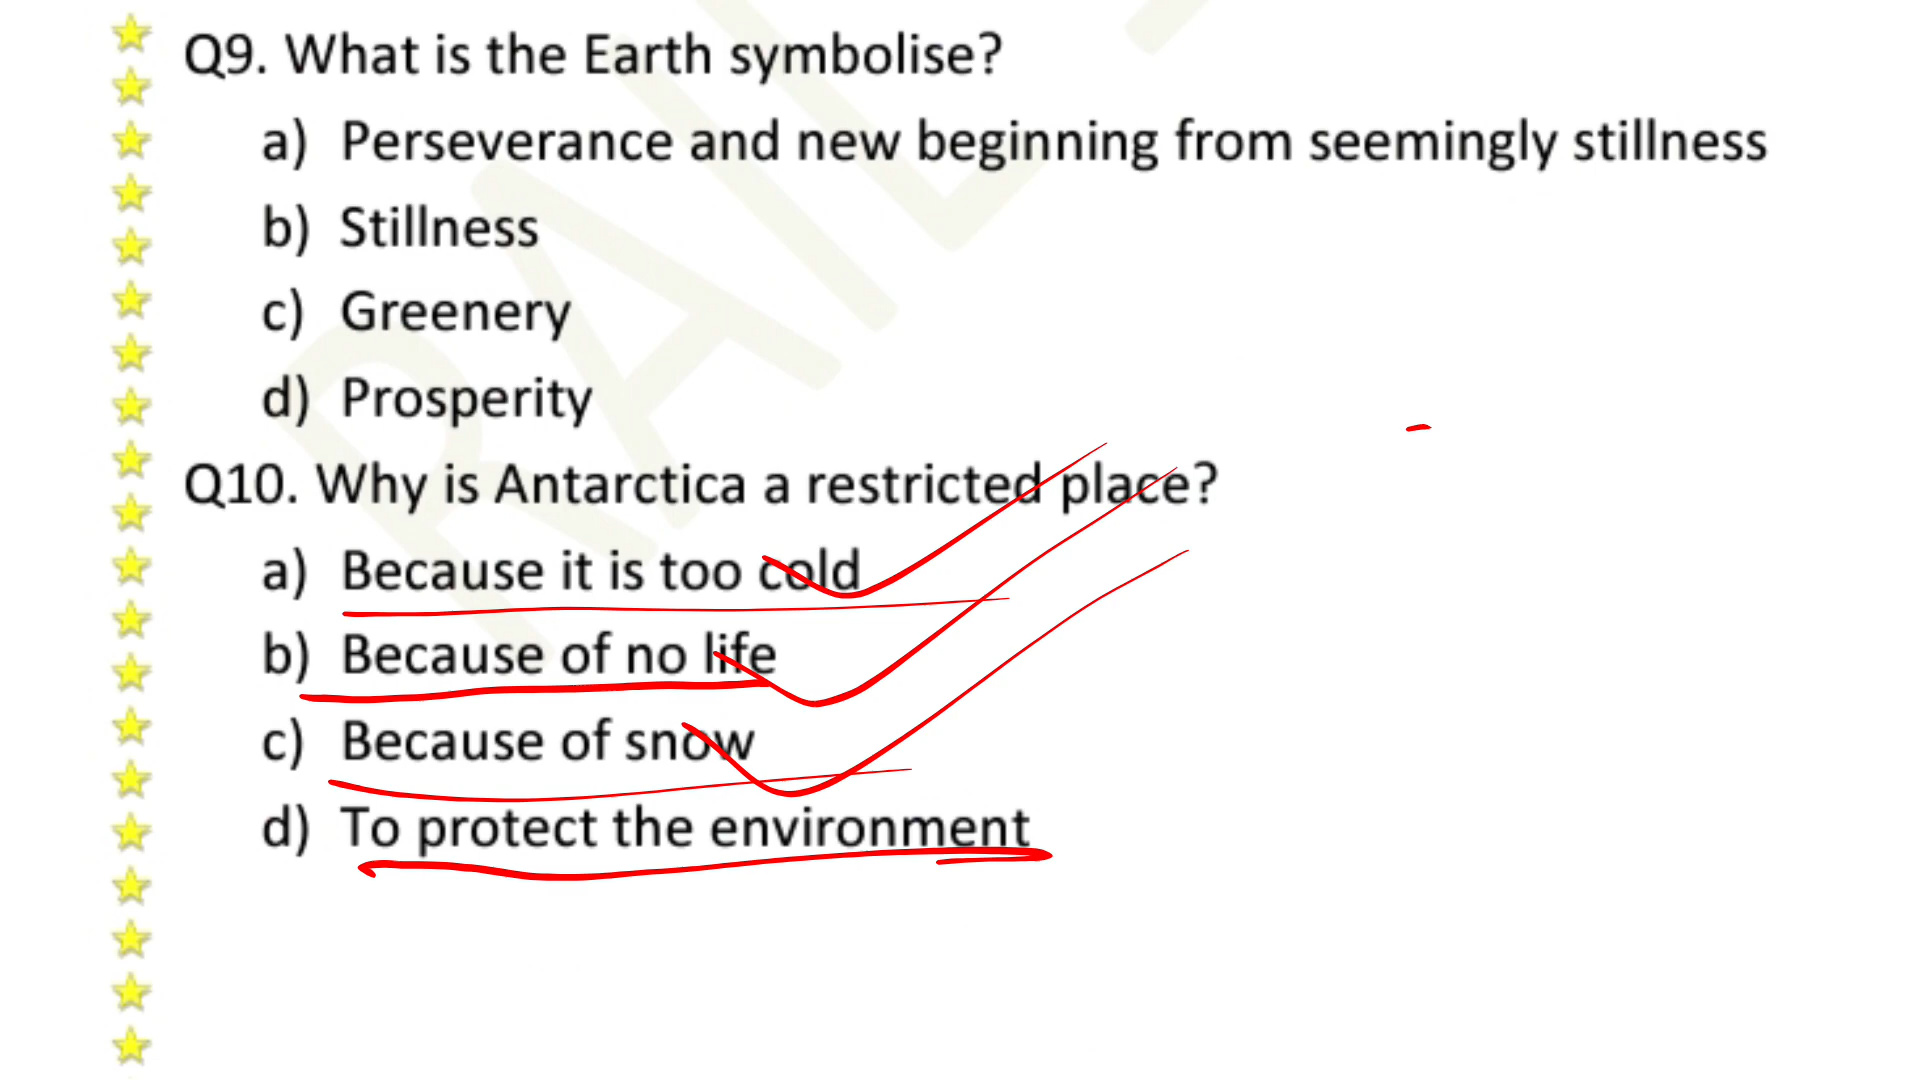 Q9. What is the Earth symbolise?
a) Perseverance and new beginning from seemingly stillness
b) Stillness
c) Greenery
d) Prosperity
Q10. Why is Antarctica a restricted place?
a) Because it is too cold
b) Because of no life
c) Because of snow
d) To protect the environment